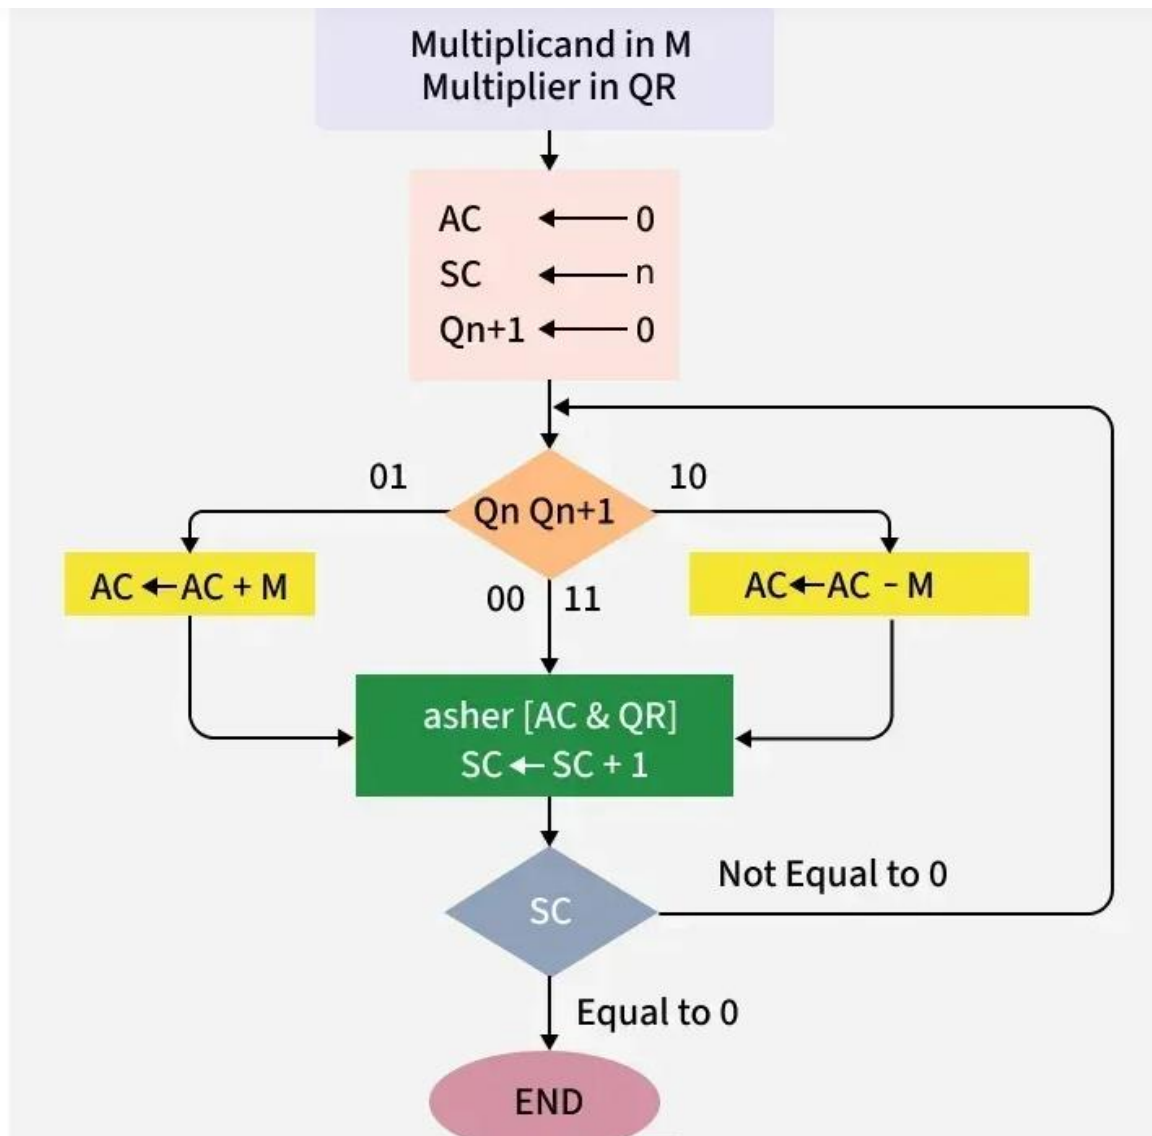 Multiplicand in M
Multiplier in QR
AC ← 0
SC ← n
Qn+1 ← 0
01
10
Qn Qn+1
AC ← AC + M
AC ← AC - M
00 11
asher [AC & QR]
SC ← SC + 1
Not Equal to 0
SC
Equal to 0
END